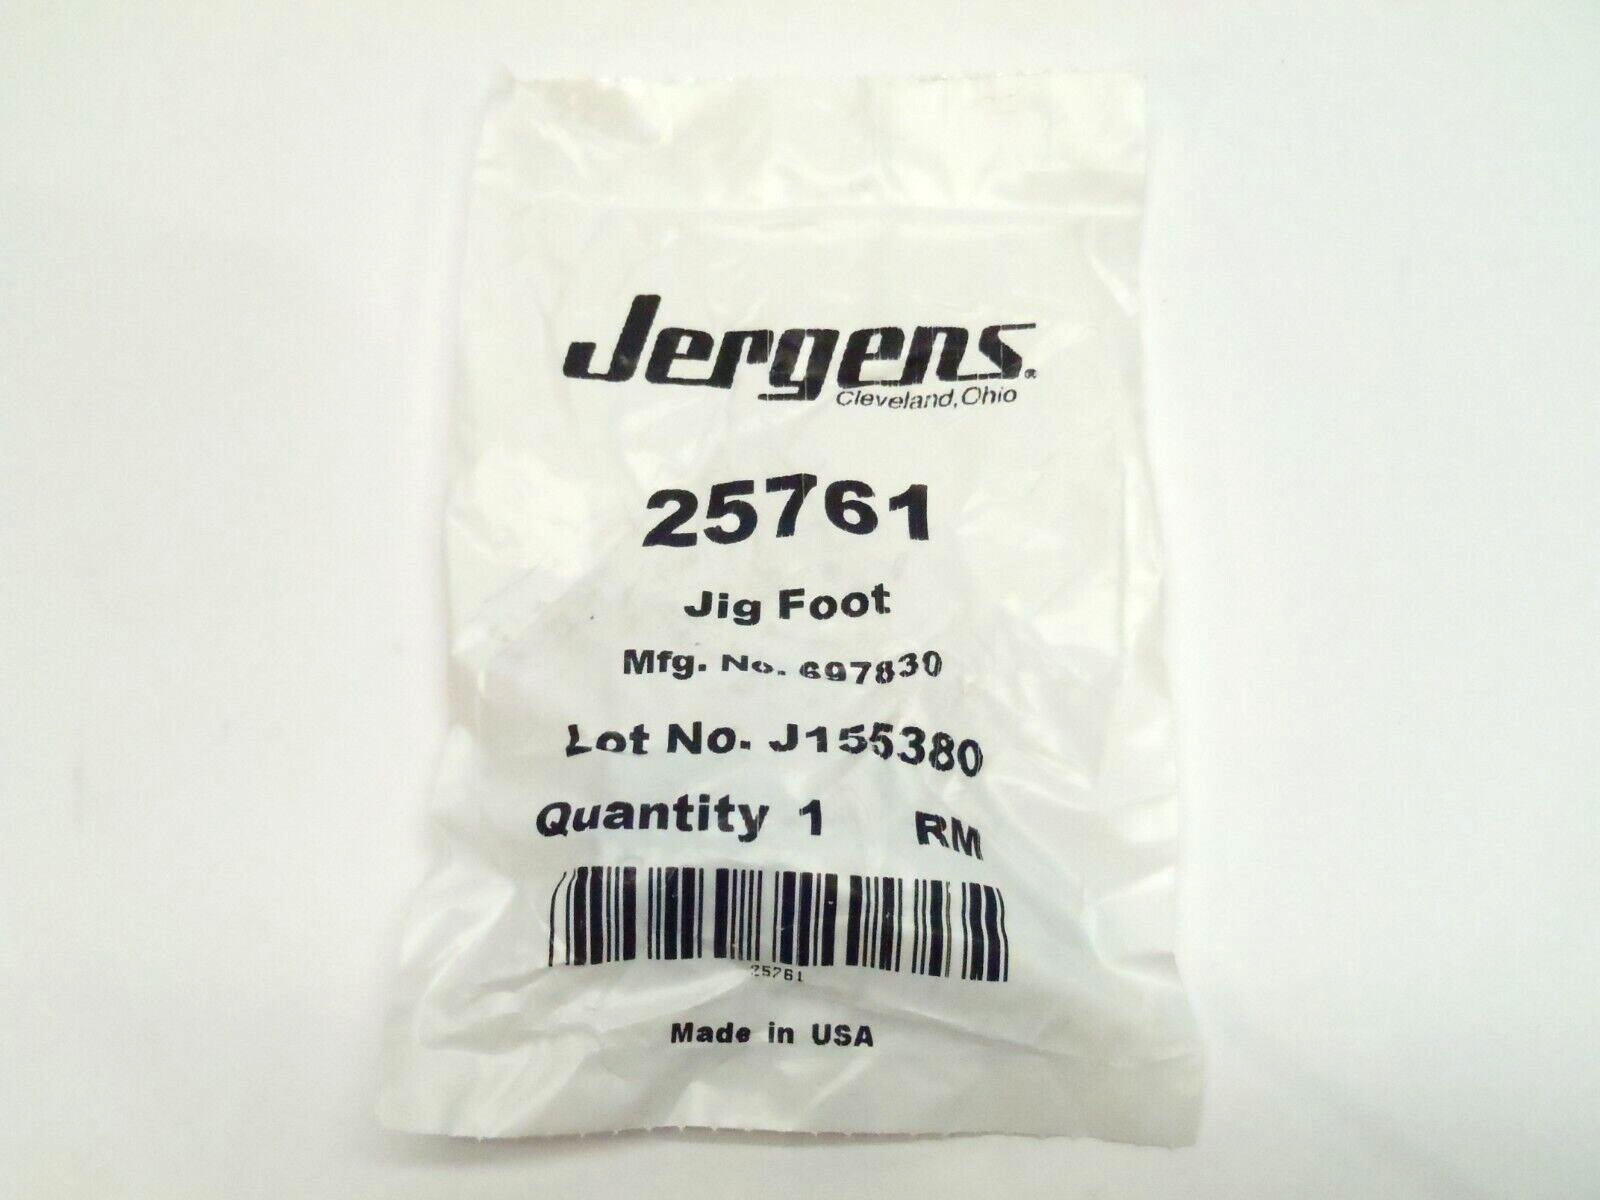 Jergens®
Cleveland, Ohio
25761
Jig Foot
Mfg. No. 697830
Lot No. J155380
Quantity 1 RM
25761
Made in USA